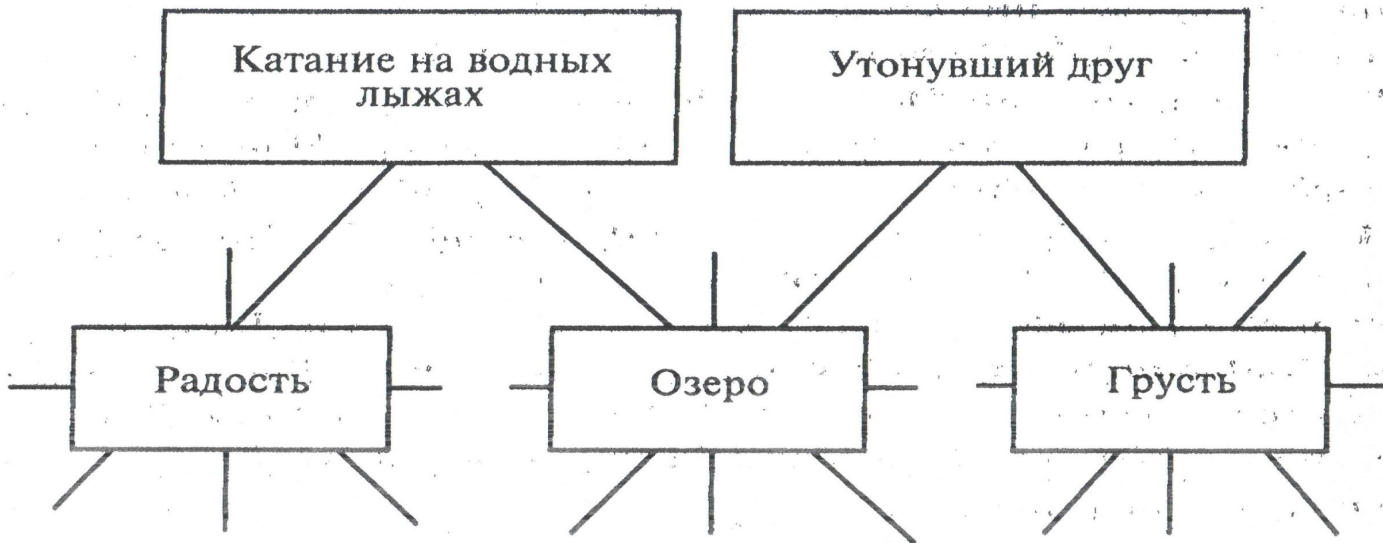 Катание на водных
лыжах
Утонувший друг
Радость
Озеро
Грусть